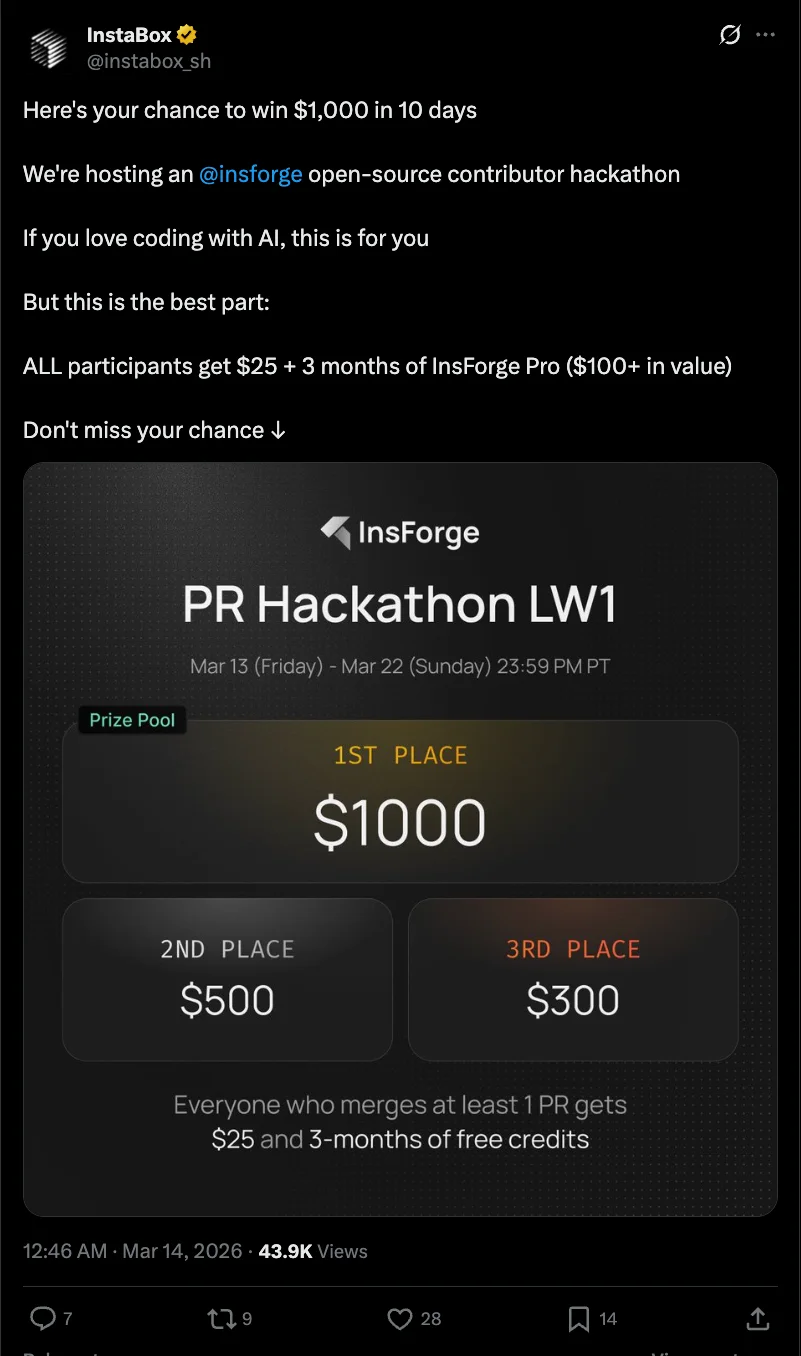 InstaBox
@instabox_sh
Here's your chance to win $1,000 in 10 days
We're hosting an @insforge open-source contributor hackathon
If you love coding with AI, this is for you
But this is the best part:
ALL participants get $25 + 3 months of InsForge Pro ($100+ in value)
Don't miss your chance ↓
InsForge
PR Hackathon LW1
Mar 13 (Friday) - Mar 22 (Sunday) 23:59 PM PT
Prize Pool
1ST PLACE
$1000
2ND PLACE
$500
3RD PLACE
$300
Everyone who merges at least 1 PR gets
$25 and 3-months of free credits
12:46 AM · Mar 14, 2026 · 43.9K Views
7 9 28 14